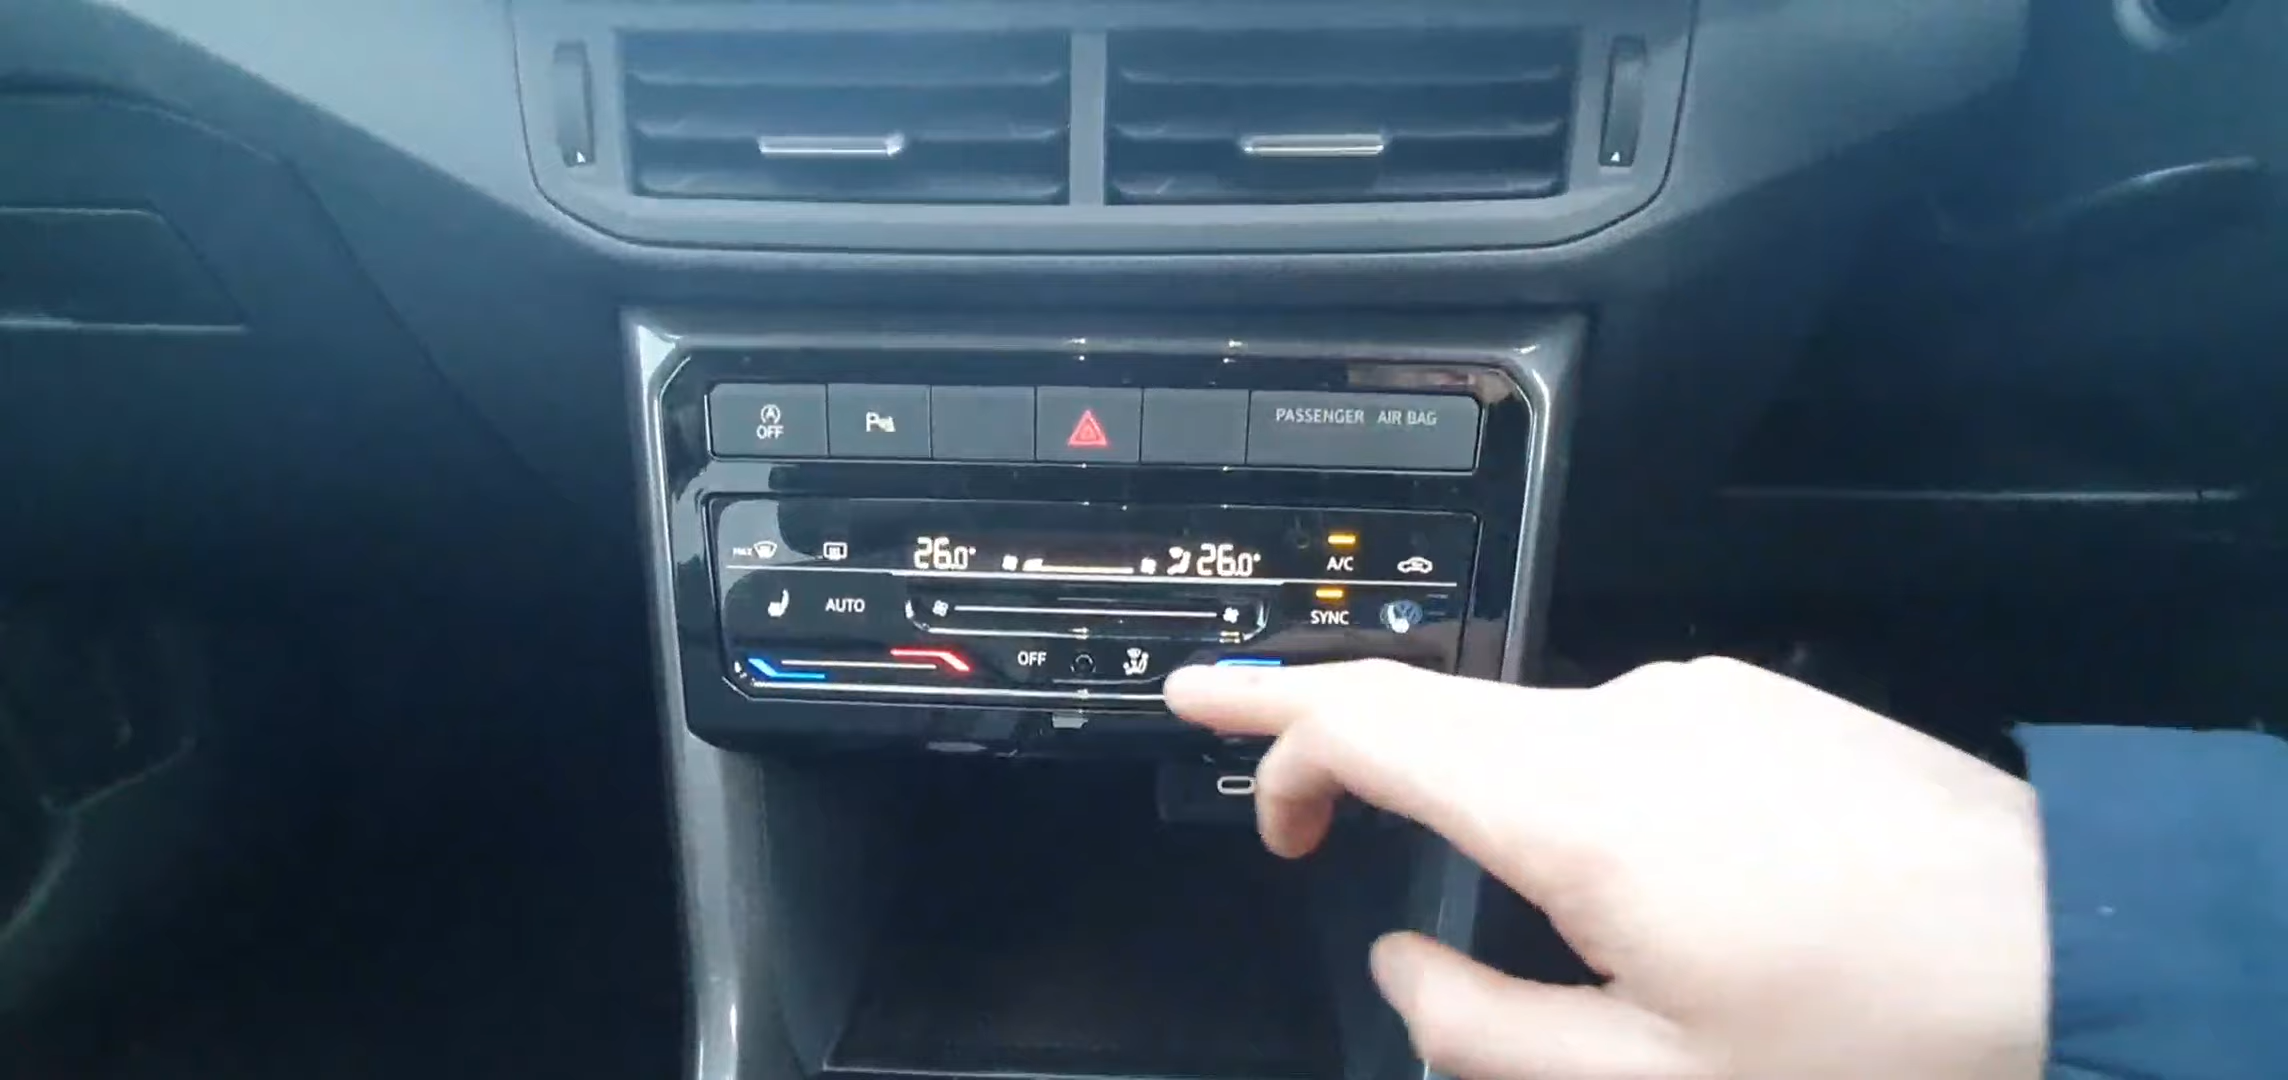 OFF
PASSENGER AIR BAG
MAX
26.0° 26.0°
A/C
AUTO
SYNC
OFF